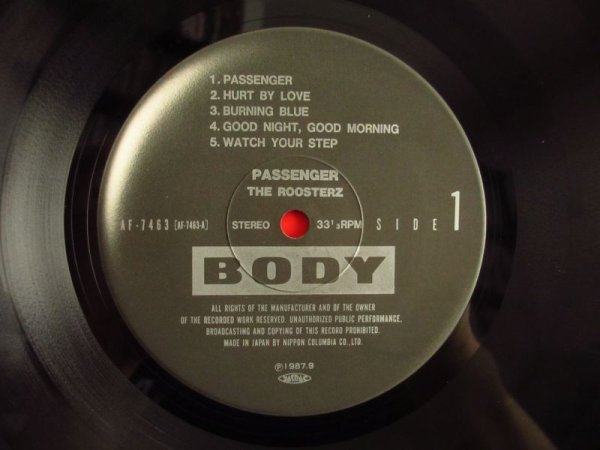 1. PASSENGER
2. HURT BY LOVE
3. BURNING BLUE
4. GOOD NIGHT, GOOD MORNING
5. WATCH YOUR STEP
PASSENGER
THE ROOSTERZ
AF-7463 [AF-7463-A] STEREO 33⅓RPM SIDE 1
BODY
ALL RIGHTS OF THE MANUFACTURER AND OF THE OWNER
OF THE RECORDED WORK RESERVED. UNAUTHORIZED PUBLIC PERFORMANCE,
BROADCASTING AND COPYING OF THIS RECORD PROHIBITED.
MADE IN JAPAN BY NIPPON COLUMBIA CO., LTD.
Ⓟ1987.9